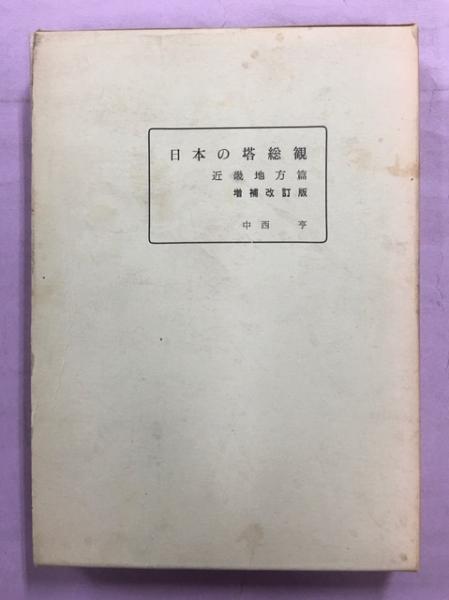 日本の塔総観
近畿地方篇
増補改訂版
中西亨